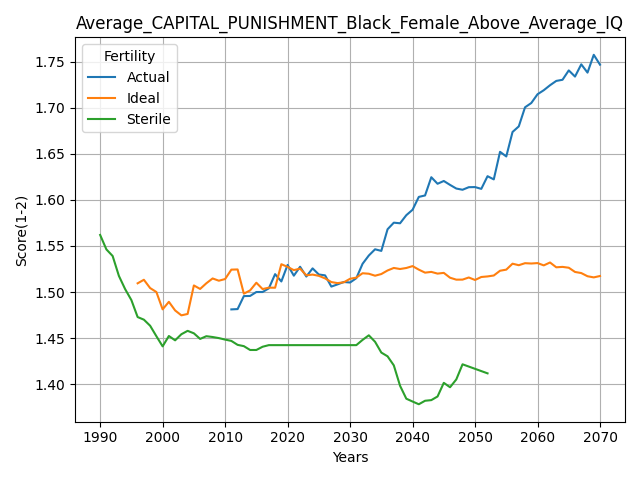 Average_CAPITAL_PUNISHMENT_Black_Female_Above_Average_IQ
Fertility
Actual
Ideal
Sterile
Score(1-2)
1.75
1.70
1.65
1.60
1.55
1.50
1.45
1.40
1990 2000 2010 2020 2030 2040 2050 2060 2070
Years